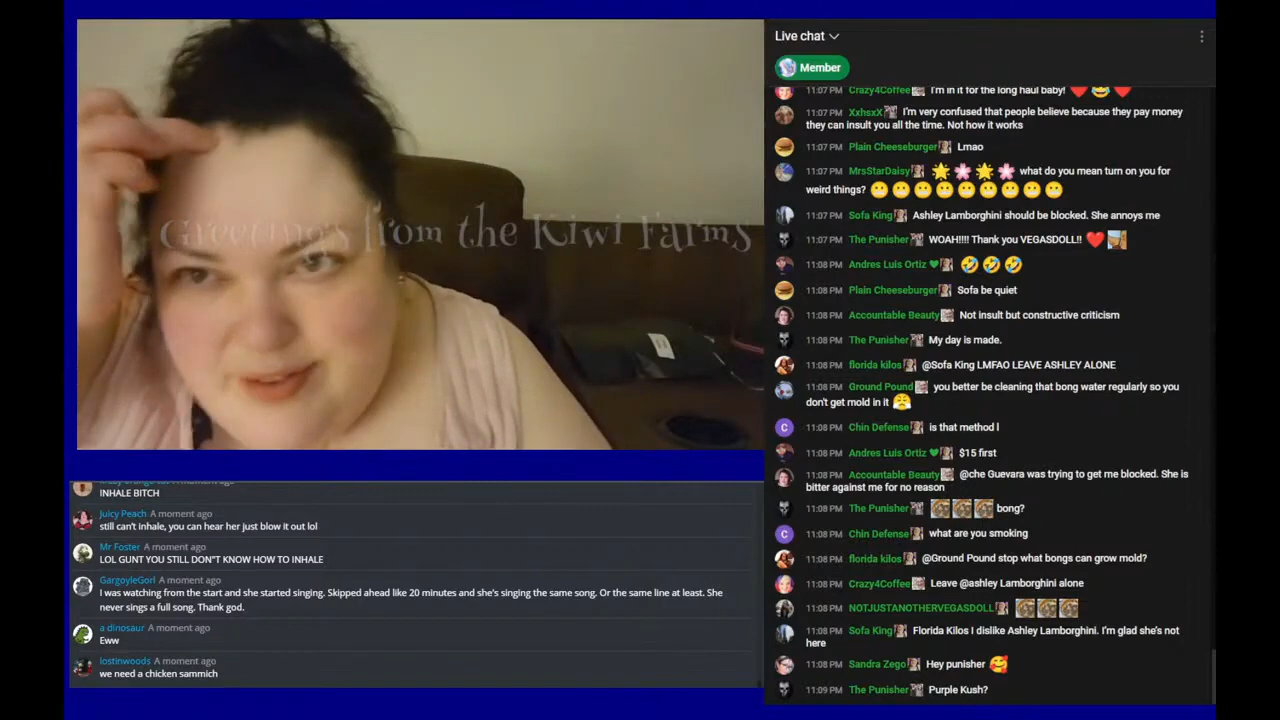 Greetings from the Kiwi Farms
INHALE BITCH
Juicy Peach A moment ago
still can't inhale, you can hear her just blow it out lol
Mr Foster A moment ago
LOL GUNT YOU STILL DON"T KNOW HOW TO INHALE
GargoyleGorl A moment ago
I was watching from the start and she started singing. Skipped ahead like 20 minutes and she's singing the same song. Or the same line at least. She
never sings a full song. Thank god.
a dinosaur A moment ago
Eww
lostinwoods A moment ago
we need a chicken sammich
Live chat
Member
11:07 PM Crazy4Coffee I'm in it for the long haul baby!
11:07 PM XxhsxX I'm very confused that people believe because they pay money
they can insult you all the time. Not how it works
11:07 PM Plain Cheeseburger Lmao
11:07 PM MrsStarDaisy what do you mean turn on you for
weird things?
11:07 PM Sofa King Ashley Lamborghini should be blocked. She annoys me
11:07 PM The Punisher WOAH!!!! Thank you VEGASDOLL!!
11:08 PM Andres Luis Ortiz
11:08 PM Plain Cheeseburger Sofa be quiet
11:08 PM Accountable Beauty Not insult but constructive criticism
11:08 PM The Punisher My day is made.
11:08 PM florida kilos @Sofa King LMFAO LEAVE ASHLEY ALONE
11:08 PM Ground Pound you better be cleaning that bong water regularly so you
don't get mold in it
C 11:08 PM Chin Defense is that method l
11:08 PM Andres Luis Ortiz $15 first
11:08 PM Accountable Beauty @che Guevara was trying to get me blocked. She is
bitter against me for no reason
11:08 PM The Punisher bong?
C 11:08 PM Chin Defense what are you smoking
11:08 PM florida kilos @Ground Pound stop what bongs can grow mold?
11:08 PM Crazy4Coffee Leave @ashley Lamborghini alone
11:08 PM NOTJUSTANOTHERVEGASDOLL
11:08 PM Sofa King Florida Kilos I dislike Ashley Lamborghini. I'm glad she's not
here
11:08 PM Sandra Zego Hey punisher
11:09 PM The Punisher Purple Kush?